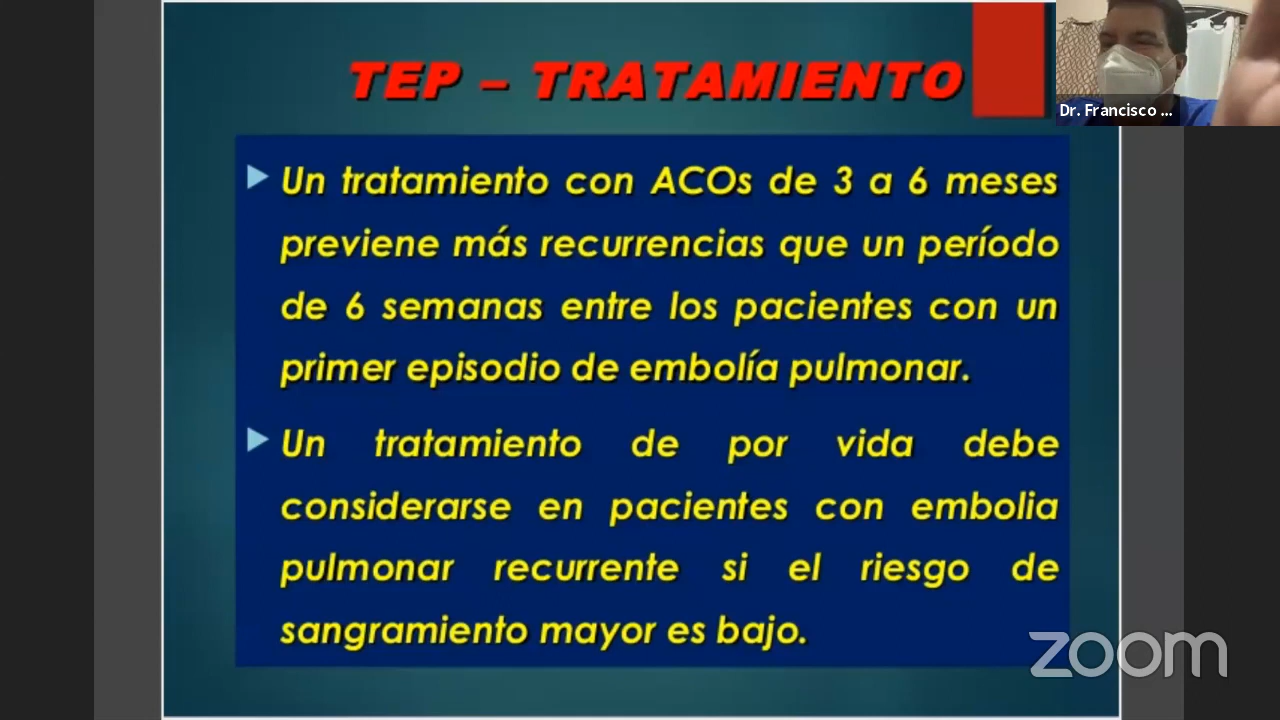 TEP – TRATAMIENTO
Dr. Francisco ...
Un tratamiento con ACOs de 3 a 6 meses
previene más recurrencias que un período
de 6 semanas entre los pacientes con un
primer episodio de embolía pulmonar.
Un tratamiento de por vida debe
considerarse en pacientes con embolia
pulmonar recurrente si el riesgo de
sangramiento mayor es bajo.
zoom